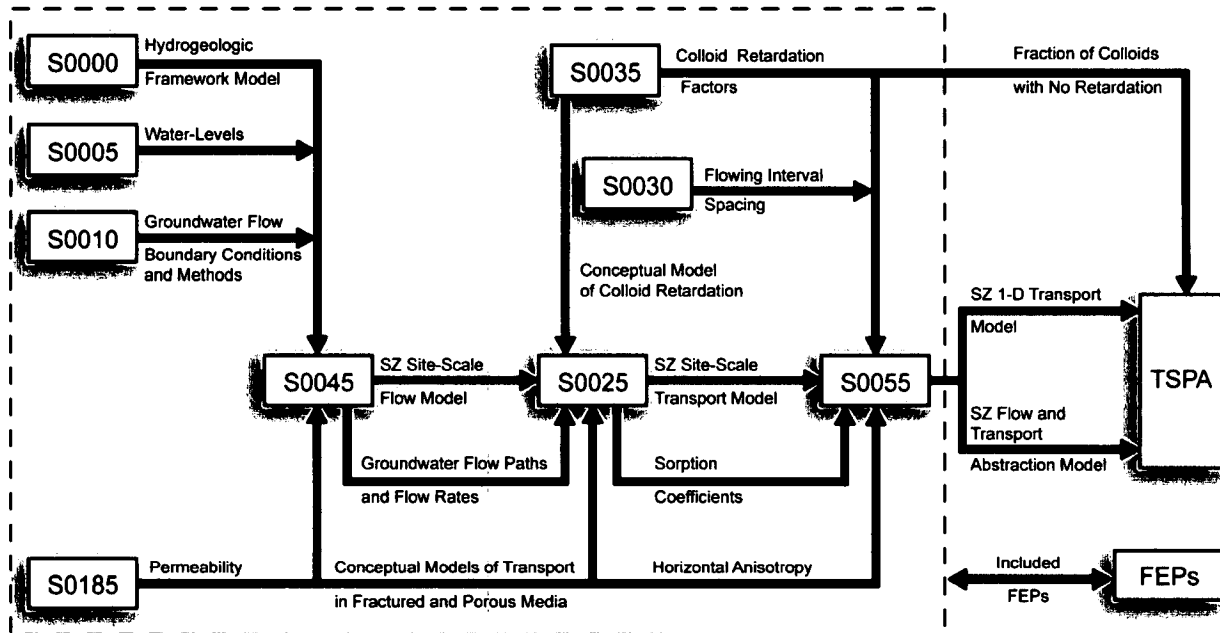 S0000
Hydrogeologic
Framework Model
S0005
Water-Levels
S0010
Groundwater Flow
Boundary Conditions
and Methods
S0035
Colloid Retardation
Factors
Fraction of Colloids
with No Retardation
S0030
Flowing Interval
Spacing
Conceptual Model
of Colloid Retardation
S0045
SZ Site-Scale
Flow Model
S0025
SZ Site-Scale
Transport Model
S0055
SZ 1-D Transport
Model
TSPA
SZ Flow and
Transport
Abstraction Model
Groundwater Flow Paths
and Flow Rates
Sorption
Coefficients
S0185
Permeability
Conceptual Models of Transport
in Fractured and Porous Media
Horizontal Anisotropy
Included
FEPs
FEPs